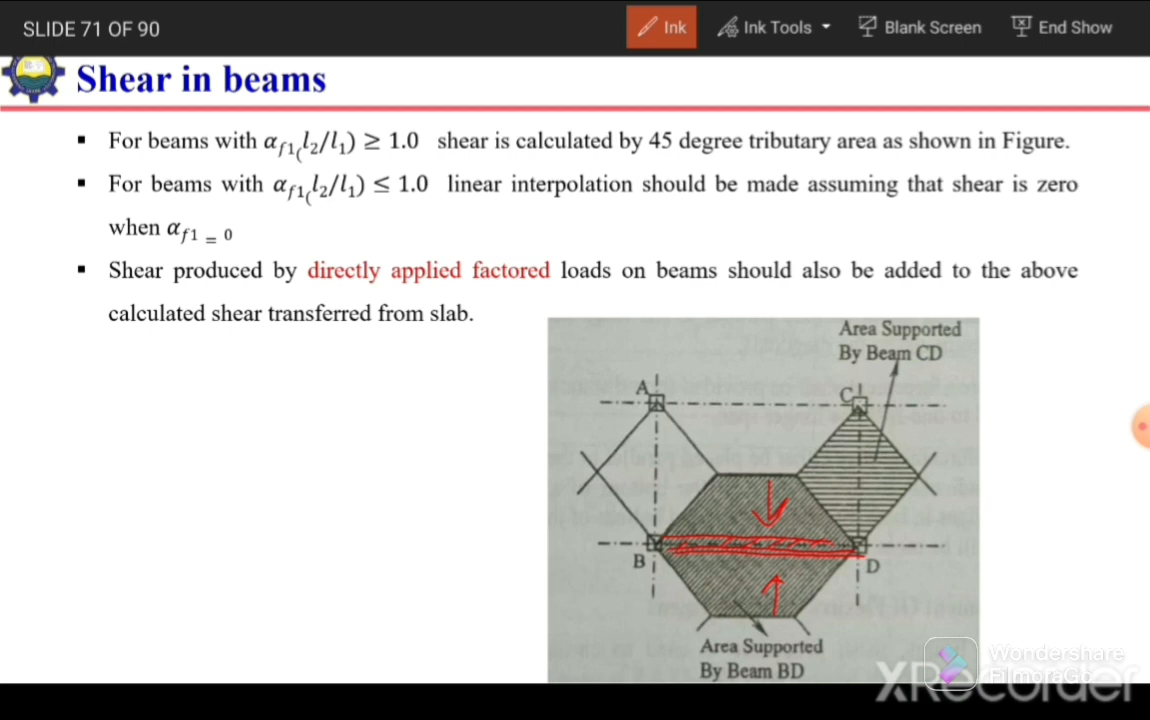 SLIDE 71 OF 90
Ink
Ink Tools
Blank Screen
End Show
Shear in beams
▪ For beams with α_f1(l₂/l₁) ≥ 1.0 shear is calculated by 45 degree tributary area as shown in Figure.
▪ For beams with α_f1(l₂/l₁) ≤ 1.0 linear interpolation should be made assuming that shear is zero
when α_f1 = 0
▪ Shear produced by directly applied factored loads on beams should also be added to the above
calculated shear transferred from slab.
Area Supported
By Beam CD
A
C
B
D
Area Supported
By Beam BD
Wondershare
FilmoraGo
XRecorder